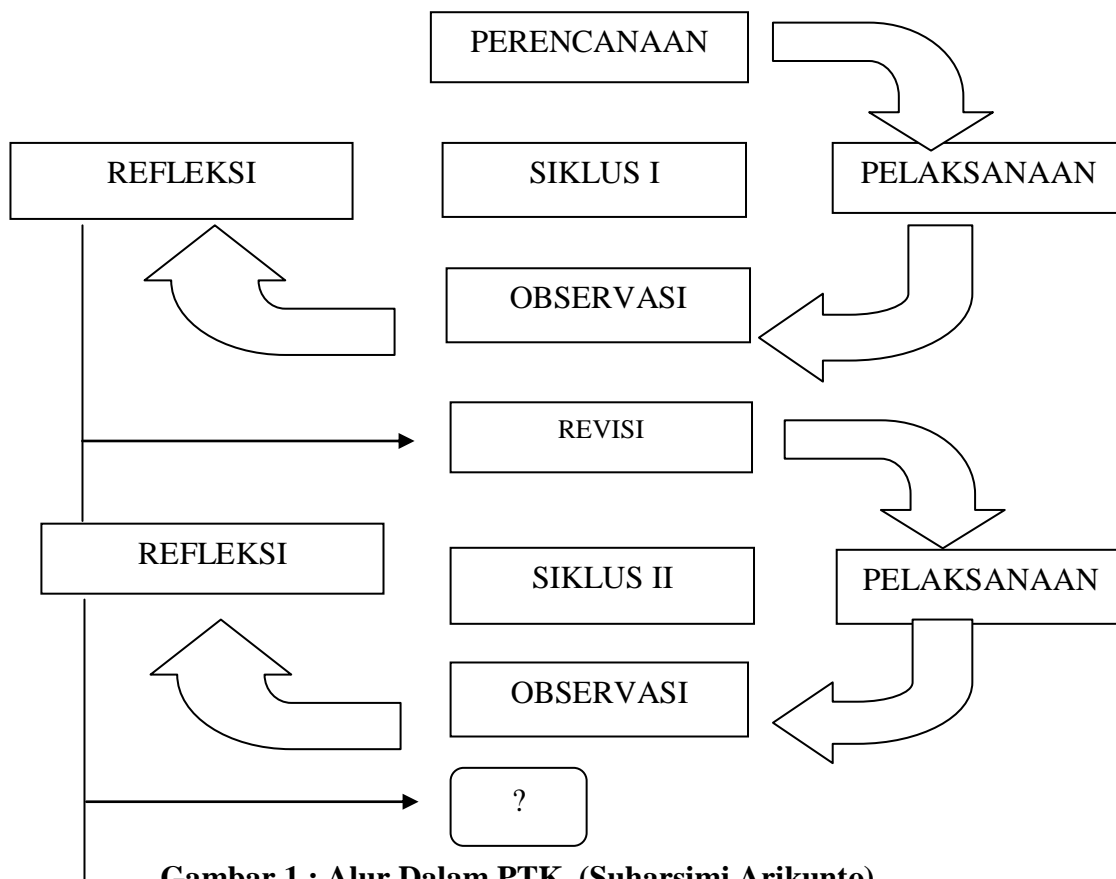 PERENCANAAN
REFLEKSI
SIKLUS I
PELAKSANAAN
OBSERVASI
REVISI
REFLEKSI
SIKLUS II
PELAKSANAAN
OBSERVASI
?
Gambar 1 : Alur Dalam PTK (Suharsimi Arikunto)